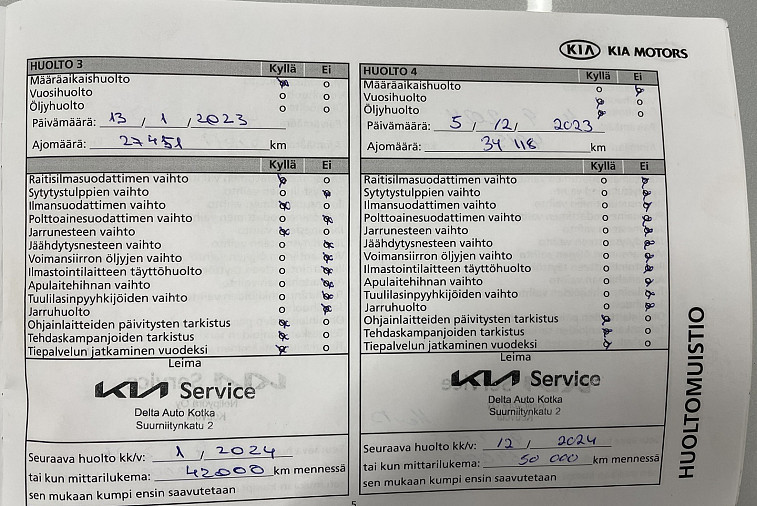 KIA KIA MOTORS
HUOLTO 3 Kyllä Ei
Määräaikaishuolto
Vuosihuolto
Öljyhuolto
Päivämäärä: 13 / 1 / 2023
Ajomäärä: 27 451 km
Kyllä Ei
Raitisilmasuodattimen vaihto
Sytytystulppien vaihto
Ilmansuodattimen vaihto
Polttoainesuodattimen vaihto
Jarrunesteen vaihto
Jäähdytysnesteen vaihto
Voimansiirron öljyjen vaihto
Ilmastointilaitteen täyttöhuolto
Apulaitehihnan vaihto
Tuulilasinpyyhkijöiden vaihto
Jarruhuolto
Ohjainlaitteiden päivitysten tarkistus
Tehdaskampanjoiden tarkistus
Tiepalvelun jatkaminen vuodeksi
Leima
KIA Service
Delta Auto Kotka
Suurniitynkatu 2
Seuraava huolto kk/v: 1 / 2024
tai kun mittarilukema: 42000 km mennessä
sen mukaan kumpi ensin saavutetaan
HUOLTO 4 Kyllä Ei
Määräaikaishuolto
Vuosihuolto
Öljyhuolto
Päivämäärä: 5 / 12 / 2023
Ajomäärä: 34 118 km
Kyllä Ei
Raitisilmasuodattimen vaihto
Sytytystulppien vaihto
Ilmansuodattimen vaihto
Polttoainesuodattimen vaihto
Jarrunesteen vaihto
Jäähdytysnesteen vaihto
Voimansiirron öljyjen vaihto
Ilmastointilaitteen täyttöhuolto
Apulaitehihnan vaihto
Tuulilasinpyyhkijöiden vaihto
Jarruhuolto
Ohjainlaitteiden päivitysten tarkistus
Tehdaskampanjoiden tarkistus
Tiepalvelun jatkaminen vuodeksi
Leima
KIA Service
Delta Auto Kotka
Suurniitynkatu 2
Seuraava huolto kk/v: 12 / 2024
tai kun mittarilukema: 50 000 km mennessä
sen mukaan kumpi ensin saavutetaan
HUOLTOMUISTIO
5